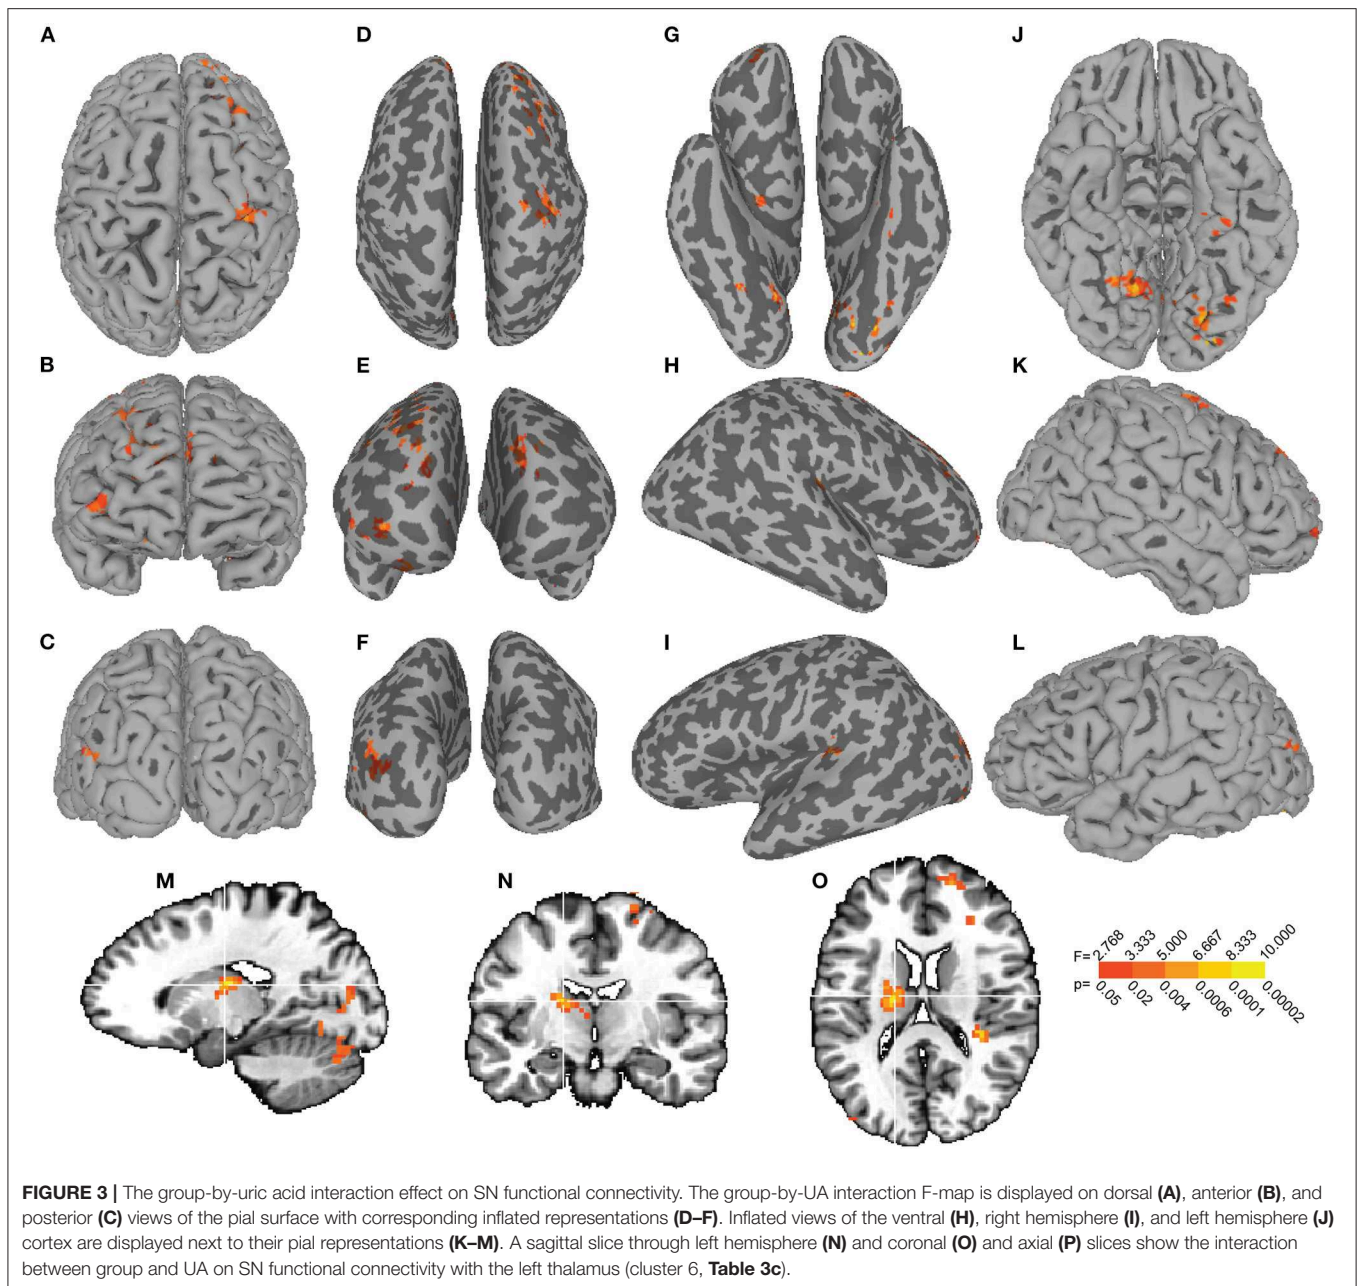 A
D
G
J
B
E
H
K
C
F
I
L
M
N
O
F= 2.768 3.333 5.000 6.667 8.333 10.000
p= 0.05 0.02 0.004 0.0006 0.0001 0.00002
FIGURE 3 | The group-by-uric acid interaction effect on SN functional connectivity. The group-by-UA interaction F-map is displayed on dorsal (A), anterior (B), and
posterior (C) views of the pial surface with corresponding inflated representations (D–F). Inflated views of the ventral (H), right hemisphere (I), and left hemisphere (J)
cortex are displayed next to their pial representations (K–M). A sagittal slice through left hemisphere (N) and coronal (O) and axial (P) slices show the interaction
between group and UA on SN functional connectivity with the left thalamus (cluster 6, Table 3c).